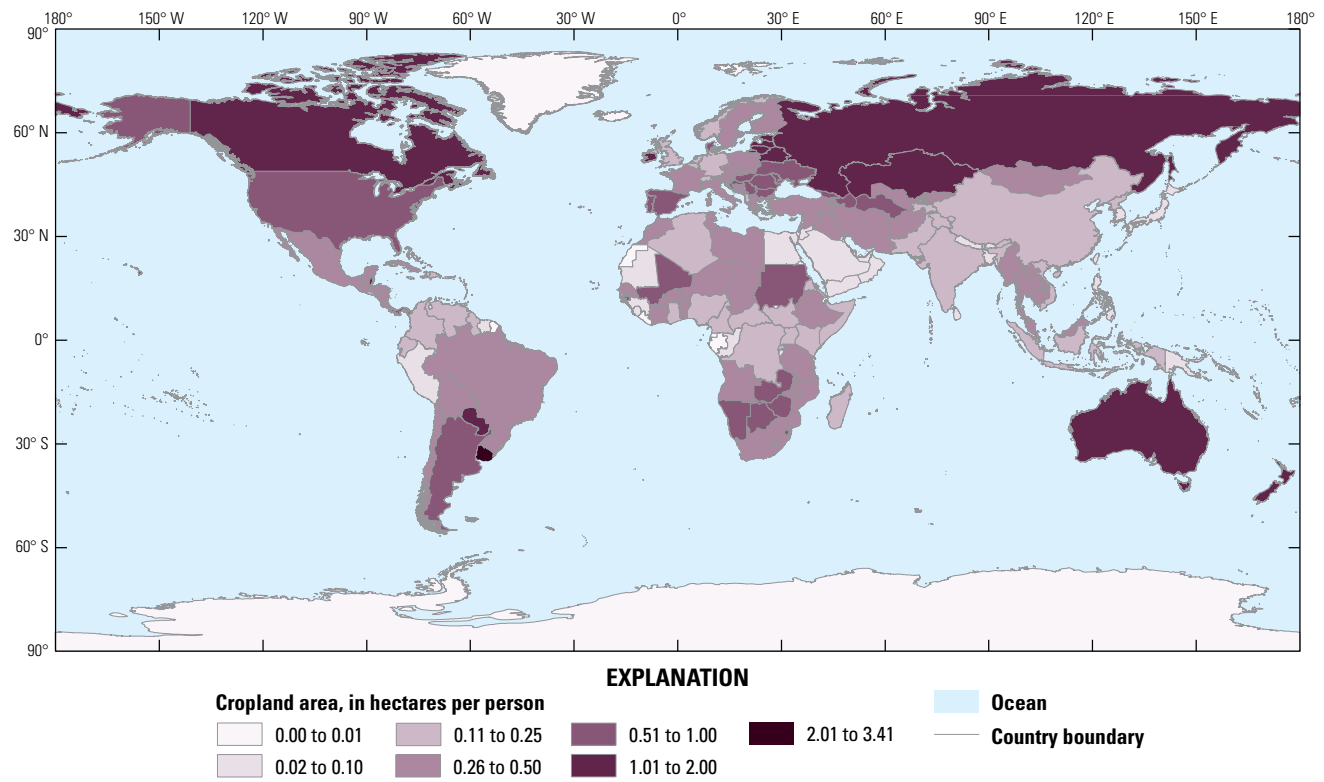 180° 150° W 120° W 90° W 60° W 30° W 0° 30° E 60° E 90° E 120° E 150° E 180°
90°
60° N
30° N
0°
30° S
60° S
90°
EXPLANATION
Cropland area, in hectares per person
0.00 to 0.01
0.02 to 0.10
0.11 to 0.25
0.26 to 0.50
0.51 to 1.00
1.01 to 2.00
2.01 to 3.41
Ocean
Country boundary